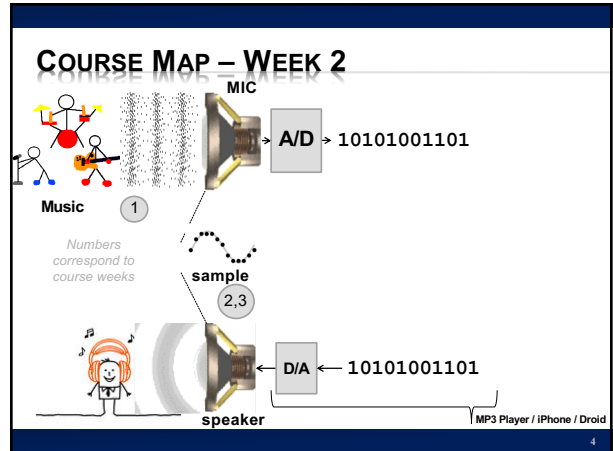 COURSE MAP – WEEK 2
MIC
A/D
10101001101
Music
1
Numbers
correspond to
course weeks
sample
2,3
D/A
10101001101
speaker
MP3 Player / iPhone / Droid
4